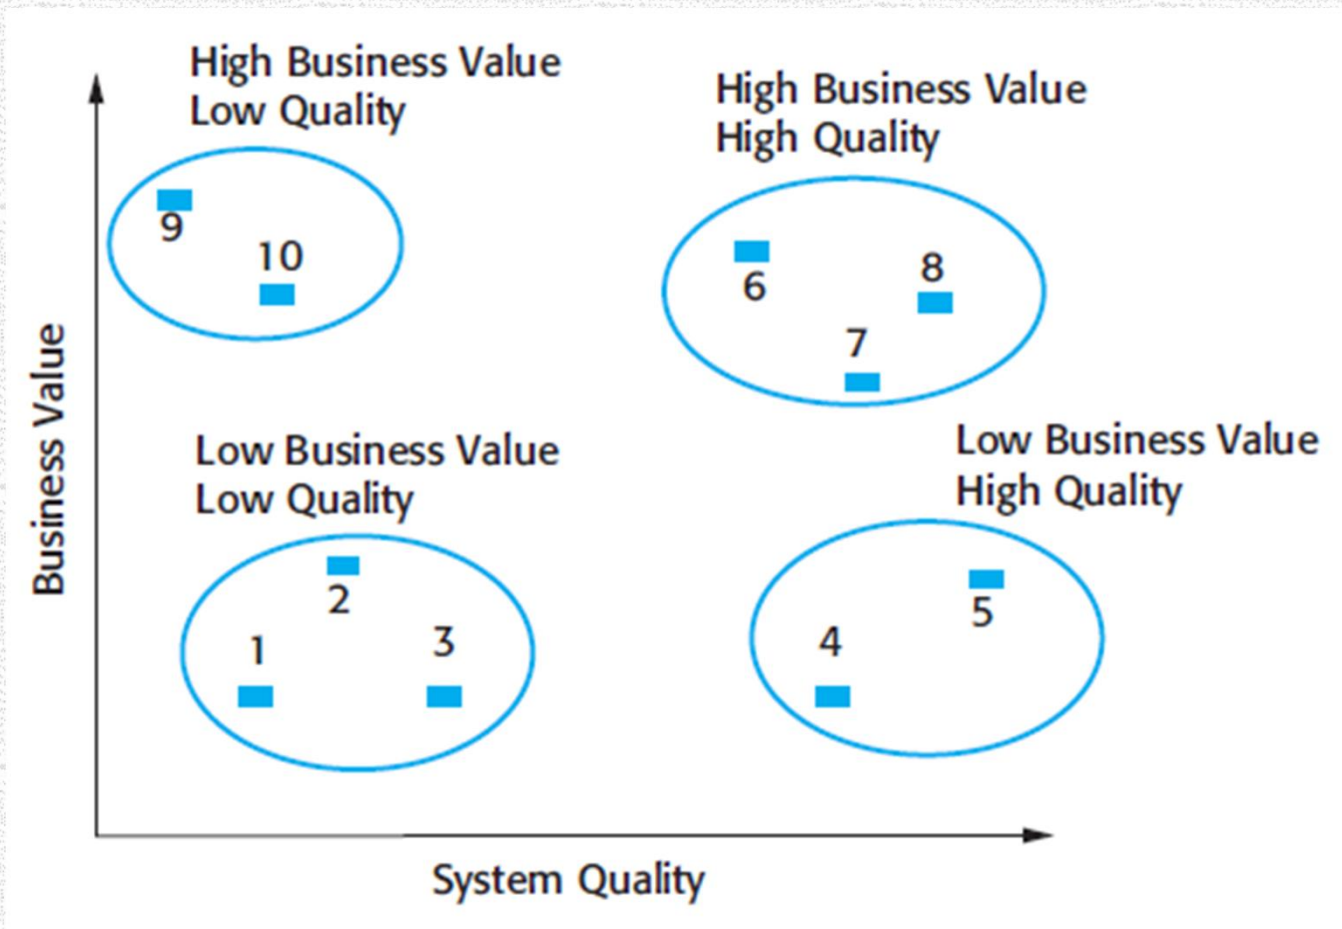 High Business Value
Low Quality
High Business Value
High Quality
9
10
6
8
7
Business Value
Low Business Value
Low Quality
Low Business Value
High Quality
2
1
3
5
4
System Quality